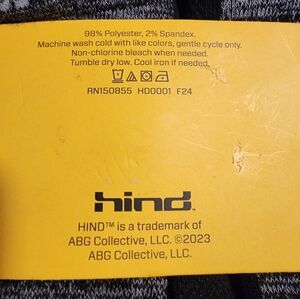 98% Polyester, 2% Spandex.
Machine wash cold with like colors, gentle cycle only.
Non-chlorine bleach when needed.
Tumble dry low. Cool iron if needed.
RN150855 HD0001 F24
hind
HIND™ is a trademark of
ABG Collective, LLC. ©2023
ABG Collective, LLC.